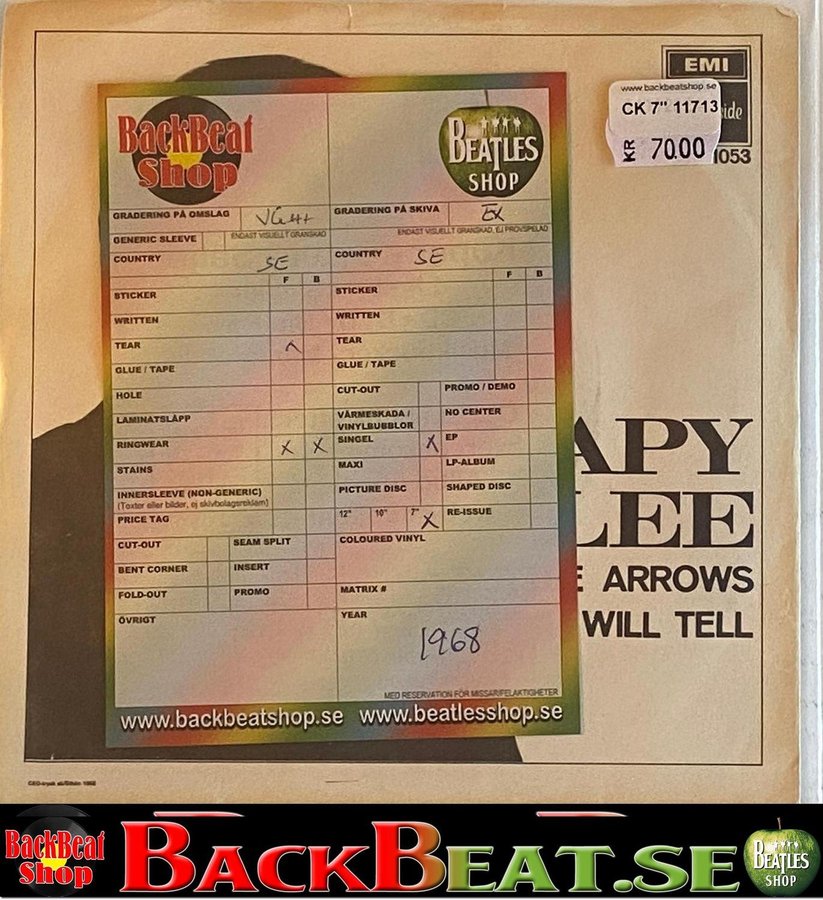 EMI
www.backbeatshop.se
CK 7" 11713
KR 70.00
ide
1053
BackBeat
Shop
BEATLES
SHOP
GRADERING PÅ OMSLAG VG++
GRADERING PÅ SKIVA EX
GENERIC SLEEVE
ENDAST VISUELLT GRANSKAD
ENDAST VISUELLT GRANSKAD, EJ PROVSPELAD
COUNTRY SE
COUNTRY SE
F B
F B
STICKER
STICKER
WRITTEN
WRITTEN
TEAR
TEAR
GLUE / TAPE
GLUE / TAPE
HOLE
CUT-OUT
PROMO / DEMO
LAMINATSLÄPP
VÄRMESKADA /
VINYLBUBBLOR
NO CENTER
RINGWEAR X X
SINGEL X
EP
STAINS
MAXI
LP-ALBUM
INNERSLEEVE (NON-GENERIC)
(Texter eller bilder, ej skivbolagsreklam)
PICTURE DISC
SHAPED DISC
PRICE TAG
12" 10" 7" X
RE-ISSUE
CUT-OUT
SEAM SPLIT
COLOURED VINYL
BENT CORNER
INSERT
FOLD-OUT
PROMO
MATRIX #
ÖVRIGT
YEAR
1968
MED RESERVATION FÖR MISSAR/FELAKTIGHETER
www.backbeatshop.se www.beatlesshop.se
APY
LEE
E ARROWS
WILL TELL
BackBeat
Shop
BACKBEAT.SE
BEATLES
SHOP